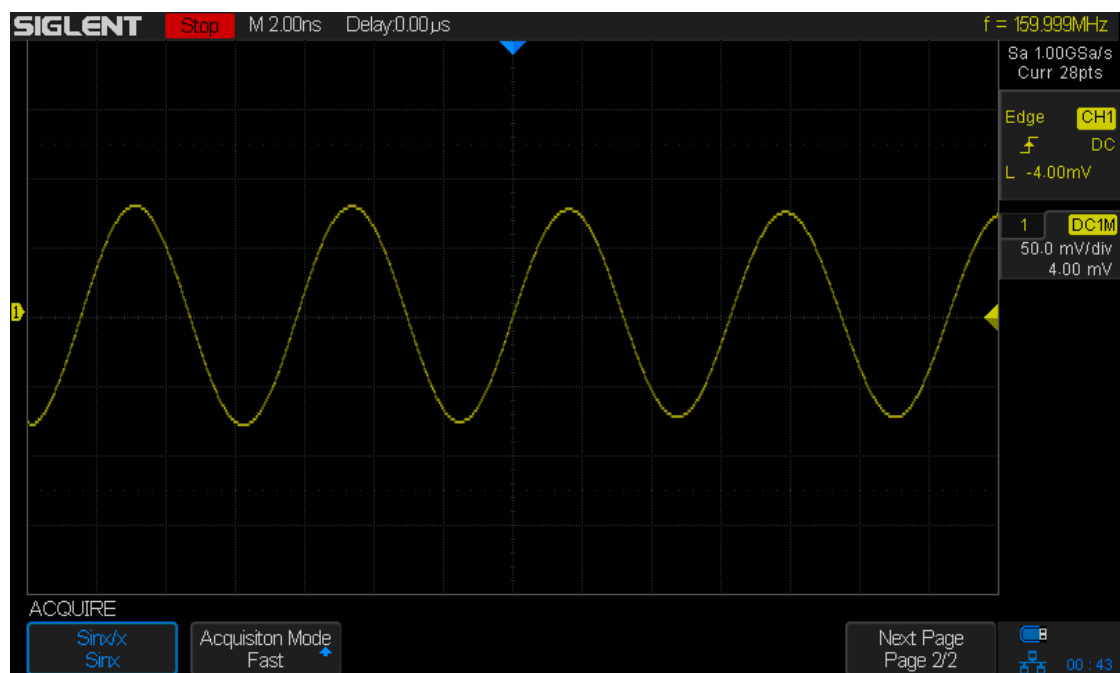 SIGLENT Stop M 2.00ns Delay:0.00µs f = 159.999MHz
Sa 1.00GSa/s
Curr 28pts
Edge CH1
DC
L -4.00mV
1 DC1M
50.0 mV/div
4.00 mV
1
ACQUIRE
Sinx/x
Sinx
Acquisiton Mode
Fast
Next Page
Page 2/2
00:43